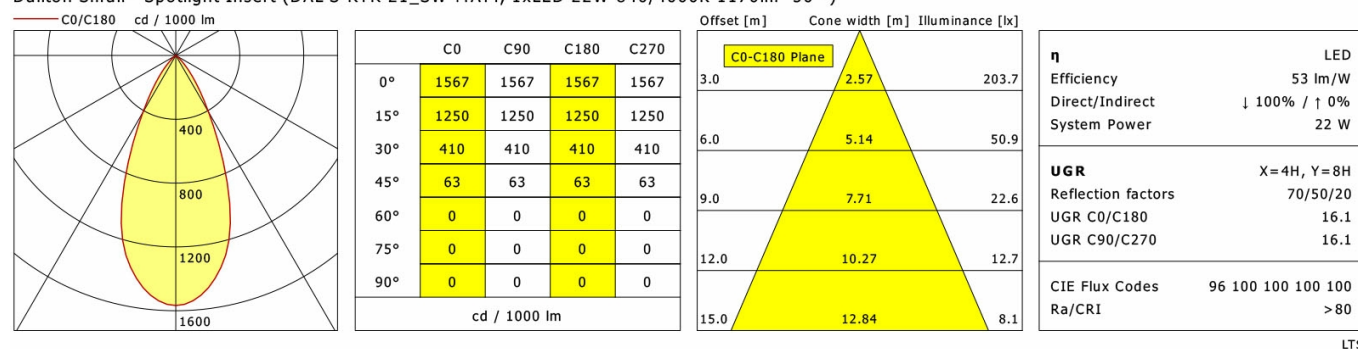 C0/C180 cd / 1000 lm
400
800
1200
1600
C0 C90 C180 C270
0° 1567 1567 1567 1567
15° 1250 1250 1250 1250
30° 410 410 410 410
45° 63 63 63 63
60° 0 0 0 0
75° 0 0 0 0
90° 0 0 0 0
cd / 1000 lm
Offset [m] Cone width [m] Illuminance [lx]
C0-C180 Plane
3.0 2.57 203.7
6.0 5.14 50.9
9.0 7.71 22.6
12.0 10.27 12.7
15.0 12.84 8.1
η LED
Efficiency 53 lm/W
Direct/Indirect ↓ 100% / ↑ 0%
System Power 22 W
UGR X=4H, Y=8H
Reflection factors 70/50/20
UGR C0/C180 16.1
UGR C90/C270 16.1
CIE Flux Codes 96 100 100 100 100
Ra/CRI >80